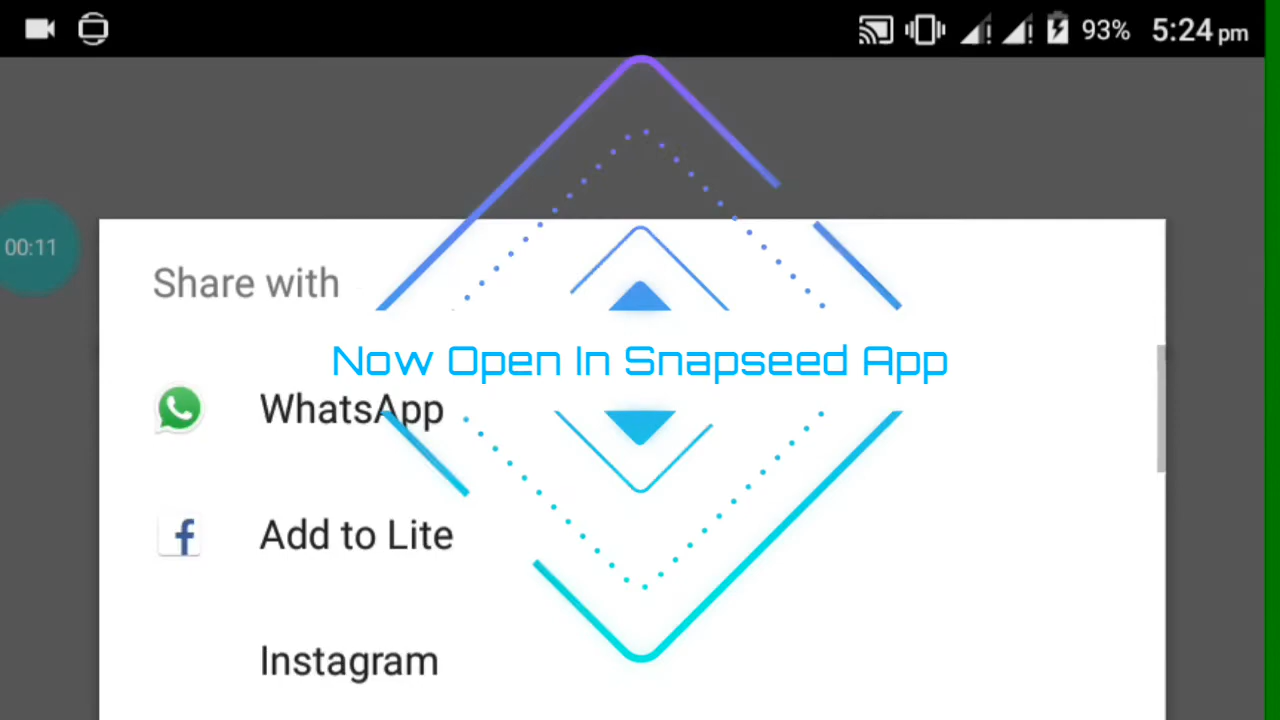 93% 5:24 pm
00:11
Share with
Now Open In Snapseed App
WhatsApp
Add to Lite
Instagram